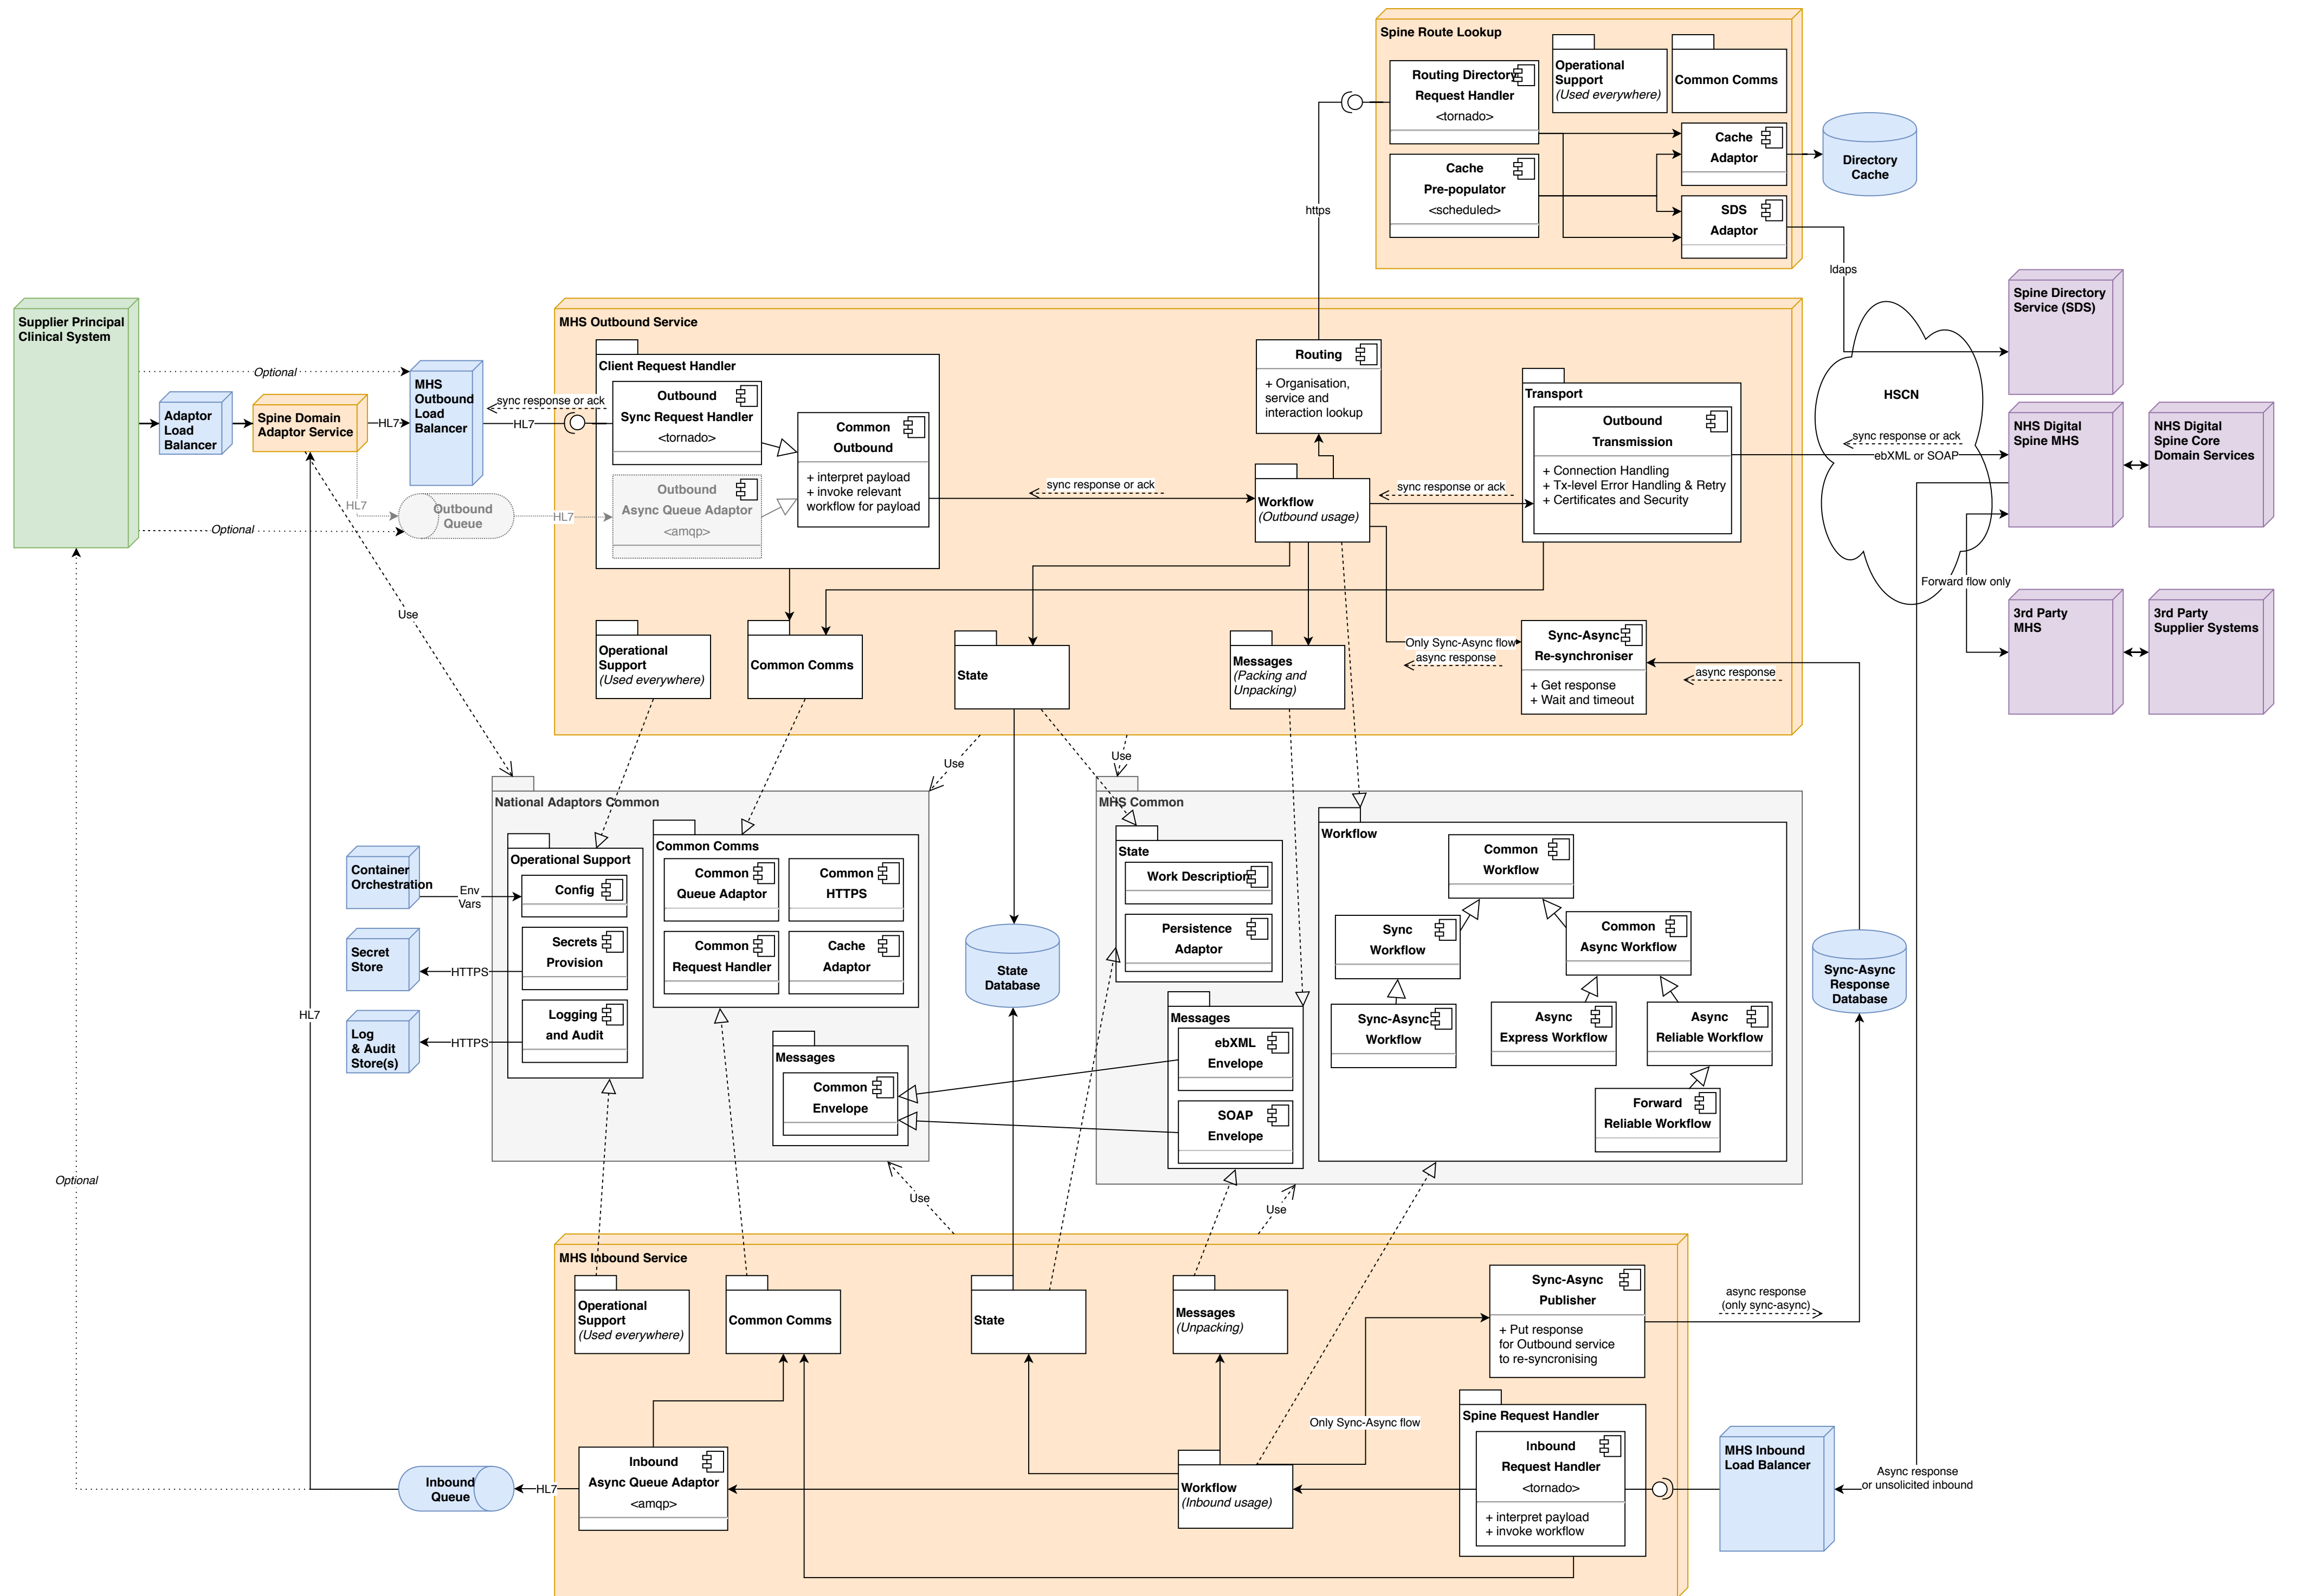 Spine Route Lookup
Routing Directory
Request Handler
<tornado>
Operational
Support
(Used everywhere)
Common Comms
Cache
Pre-populator
<scheduled>
Cache
Adaptor
SDS
Adaptor
Directory
Cache
https
ldaps
Supplier Principal
Clinical System
Optional
Adaptor
Load
Balancer
Spine Domain
Adaptor Service
HL7
MHS
Outbound
Load
Balancer
sync response or ack
HL7
HL7
Outbound
Queue
HL7
Optional
MHS Outbound Service
Client Request Handler
Outbound
Sync Request Handler
<tornado>
Outbound
Async Queue Adaptor
<amqp>
Common
Outbound
+ interpret payload
+ invoke relevant
workflow for payload
sync response or ack
Routing
+ Organisation,
service and
interaction lookup
Workflow
(Outbound usage)
sync response or ack
Transport
Outbound
Transmission
+ Connection Handling
+ Tx-level Error Handling & Retry
+ Certificates and Security
HSCN
sync response or ack
ebXML or SOAP
Forward flow only
Spine Directory
Service (SDS)
NHS Digital
Spine MHS
NHS Digital
Spine Core
Domain Services
3rd Party
MHS
3rd Party
Supplier Systems
Use
Operational
Support
(Used everywhere)
Common Comms
State
Messages
(Packing and
Unpacking)
Only Sync-Async flow
async response
Sync-Async
Re-synchroniser
+ Get response
+ Wait and timeout
async response
Use
Use
National Adaptors Common
Operational Support
Config
Secrets
Provision
Logging
and Audit
Common Comms
Common
Queue Adaptor
Common
HTTPS
Common
Request Handler
Cache
Adaptor
Messages
Common
Envelope
Container
Orchestration
Env
Vars
Secret
Store
HTTPS
Log
& Audit
Store(s)
HTTPS
HL7
State
Database
MHS Common
State
Work Description
Persistence
Adaptor
Messages
ebXML
Envelope
SOAP
Envelope
Workflow
Common
Workflow
Sync
Workflow
Common
Async Workflow
Sync-Async
Workflow
Async
Express Workflow
Async
Reliable Workflow
Forward
Reliable Workflow
Sync-Async
Response
Database
Optional
Use
Use
MHS Inbound Service
Operational
Support
(Used everywhere)
Common Comms
State
Messages
(Unpacking)
Sync-Async
Publisher
+ Put response
for Outbound service
to re-syncronising
async response
(only sync-async)
Only Sync-Async flow
Spine Request Handler
Inbound
Request Handler
<tornado>
+ interpret payload
+ invoke workflow
Workflow
(Inbound usage)
Inbound
Async Queue Adaptor
<amqp>
HL7
Inbound
Queue
MHS Inbound
Load Balancer
Async response
or unsolicited inbound